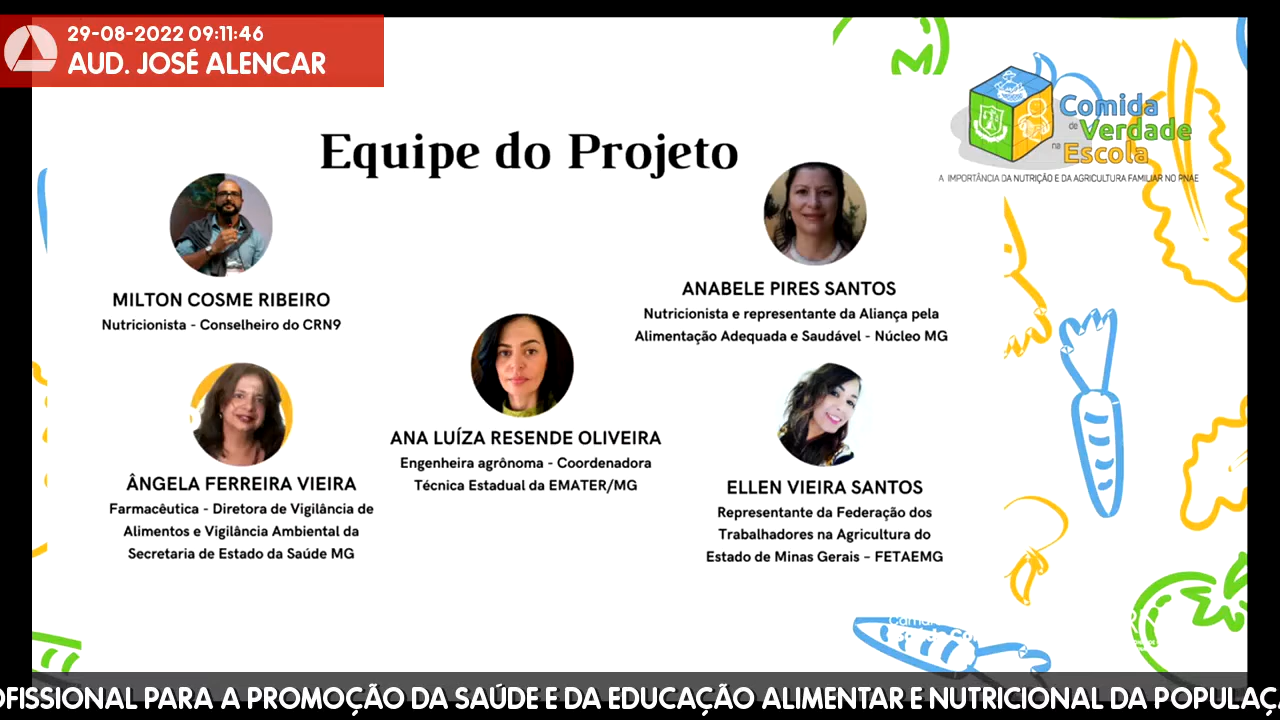 29-08-2022 09:11:46
AUD. JOSÉ ALENCAR
Comida
de Verdade
na Escola
A IMPORTÂNCIA DA NUTRIÇÃO E DA AGRICULTURA FAMILIAR NO PNAE
Equipe do Projeto
MILTON COSME RIBEIRO
Nutricionista - Conselheiro do CRN9
ANABELE PIRES SANTOS
Nutricionista e representante da Aliança pela
Alimentação Adequada e Saudável - Núcleo MG
ANA LUÍZA RESENDE OLIVEIRA
Engenheira agrônoma - Coordenadora
Técnica Estadual da EMATER/MG
ÂNGELA FERREIRA VIEIRA
Farmacêutica - Diretora de Vigilância de
Alimentos e Vigilância Ambiental da
Secretaria de Estado da Saúde MG
ELLEN VIEIRA SANTOS
Representante da Federação dos
Trabalhadores na Agricultura do
Estado de Minas Gerais – FETAEMG
OFISSIONAL PARA A PROMOÇÃO DA SAÚDE E DA EDUCAÇÃO ALIMENTAR E NUTRICIONAL DA POPULAÇ